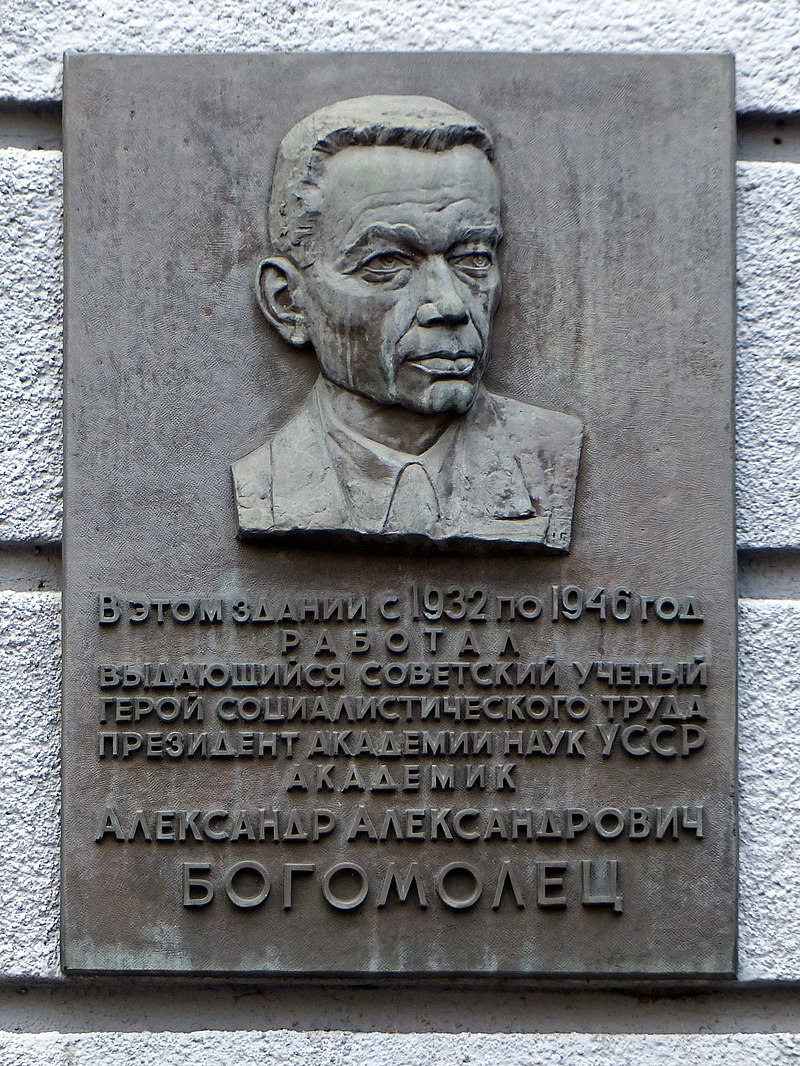 В ЭТОМ ЗДАНИИ С 1932 ПО 1946 ГОД
РАБОТАЛ
ВЫДАЮЩИЙСЯ СОВЕТСКИЙ УЧЕНЫЙ
ГЕРОЙ СОЦИАЛИСТИЧЕСКОГО ТРУДА
ПРЕЗИДЕНТ АКАДЕМИИ НАУК УССР
АКАДЕМИК
АЛЕКСАНДР АЛЕКСАНДРОВИЧ
БОГОМОЛЕЦ